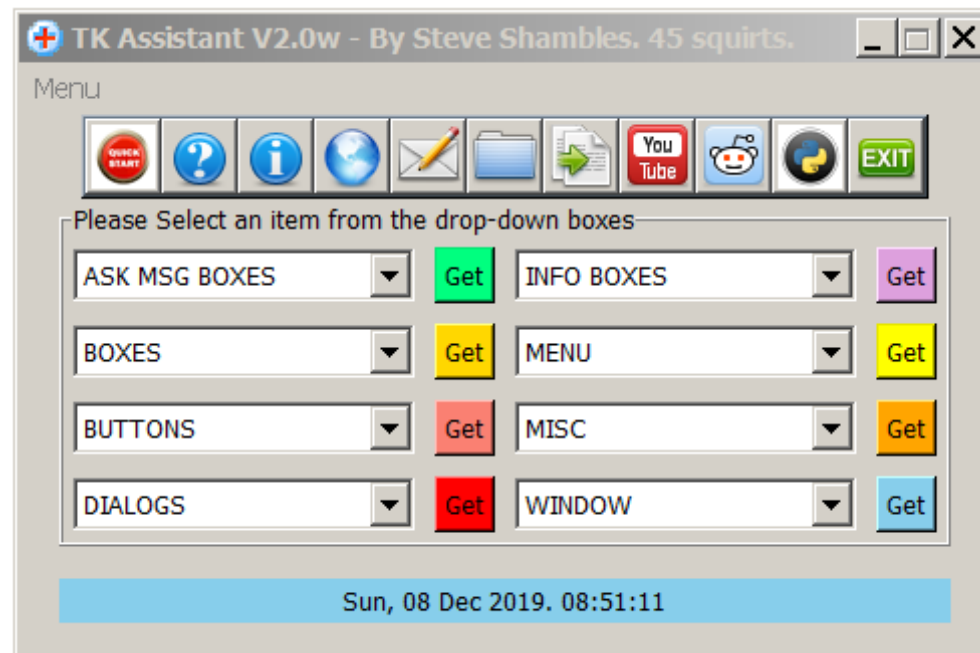 TK Assistant V2.0w - By Steve Shambles. 45 squirts.
Menu
QUICK START
You
Tube
EXIT
Please Select an item from the drop-down boxes
ASK MSG BOXES Get INFO BOXES Get
BOXES Get MENU Get
BUTTONS Get MISC Get
DIALOGS Get WINDOW Get
Sun, 08 Dec 2019. 08:51:11